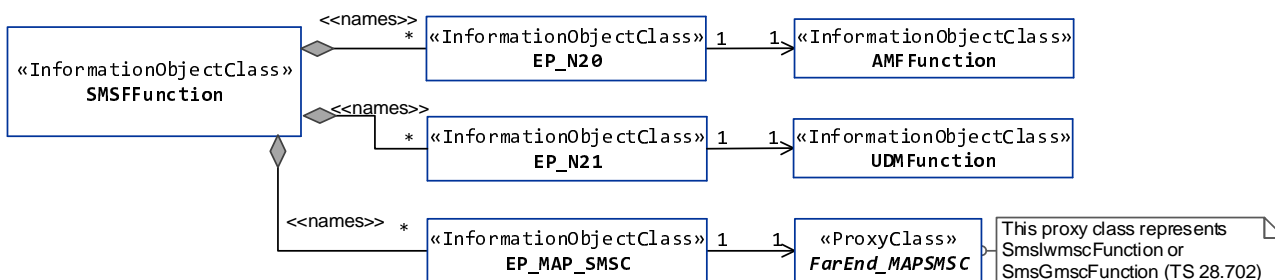 <<names>>
«InformationObjectClass»
SMSFFunction
*
«InformationObjectClass»
EP_N20
1
1
«InformationObjectClass»
AMFFunction
<<names>>
*
«InformationObjectClass»
EP_N21
1
1
«InformationObjectClass»
UDMFunction
<<names>>
*
«InformationObjectClass»
EP_MAP_SMSC
1
1
«ProxyClass»
FarEnd_MAPSMSC
This proxy class represents
SmsIwmscFunction or
SmsGmscFunction (TS 28.702)